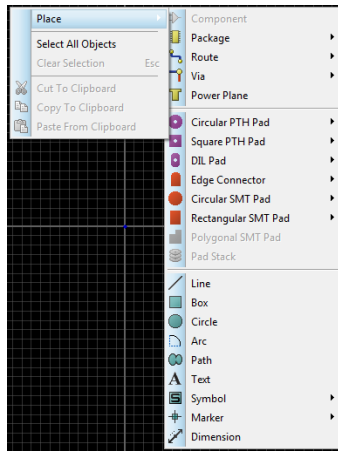 Place
Select All Objects
Clear Selection Esc
Cut To Clipboard
Copy To Clipboard
Paste From Clipboard
Component
Package
Route
Via
Power Plane
Circular PTH Pad
Square PTH Pad
DIL Pad
Edge Connector
Circular SMT Pad
Rectangular SMT Pad
Polygonal SMT Pad
Pad Stack
Line
Box
Circle
Arc
Path
A Text
S Symbol
Marker
Dimension